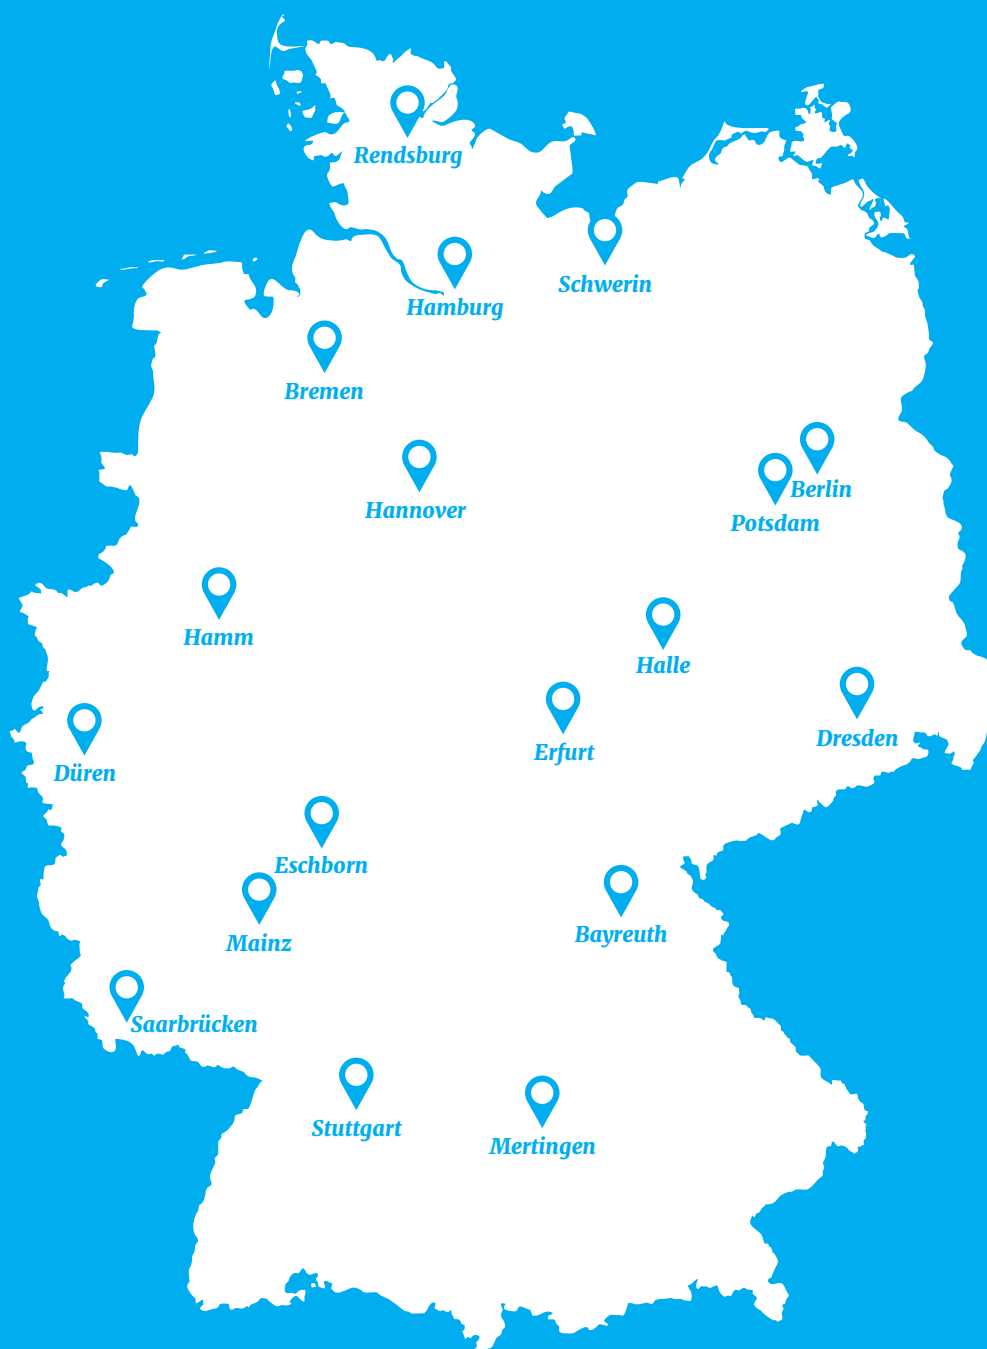 Rendsburg
Schwerin
Hamburg
Bremen
Berlin
Hannover
Potsdam
Hamm
Halle
Dresden
Erfurt
Düren
Eschborn
Bayreuth
Mainz
Saarbrücken
Stuttgart
Mertingen